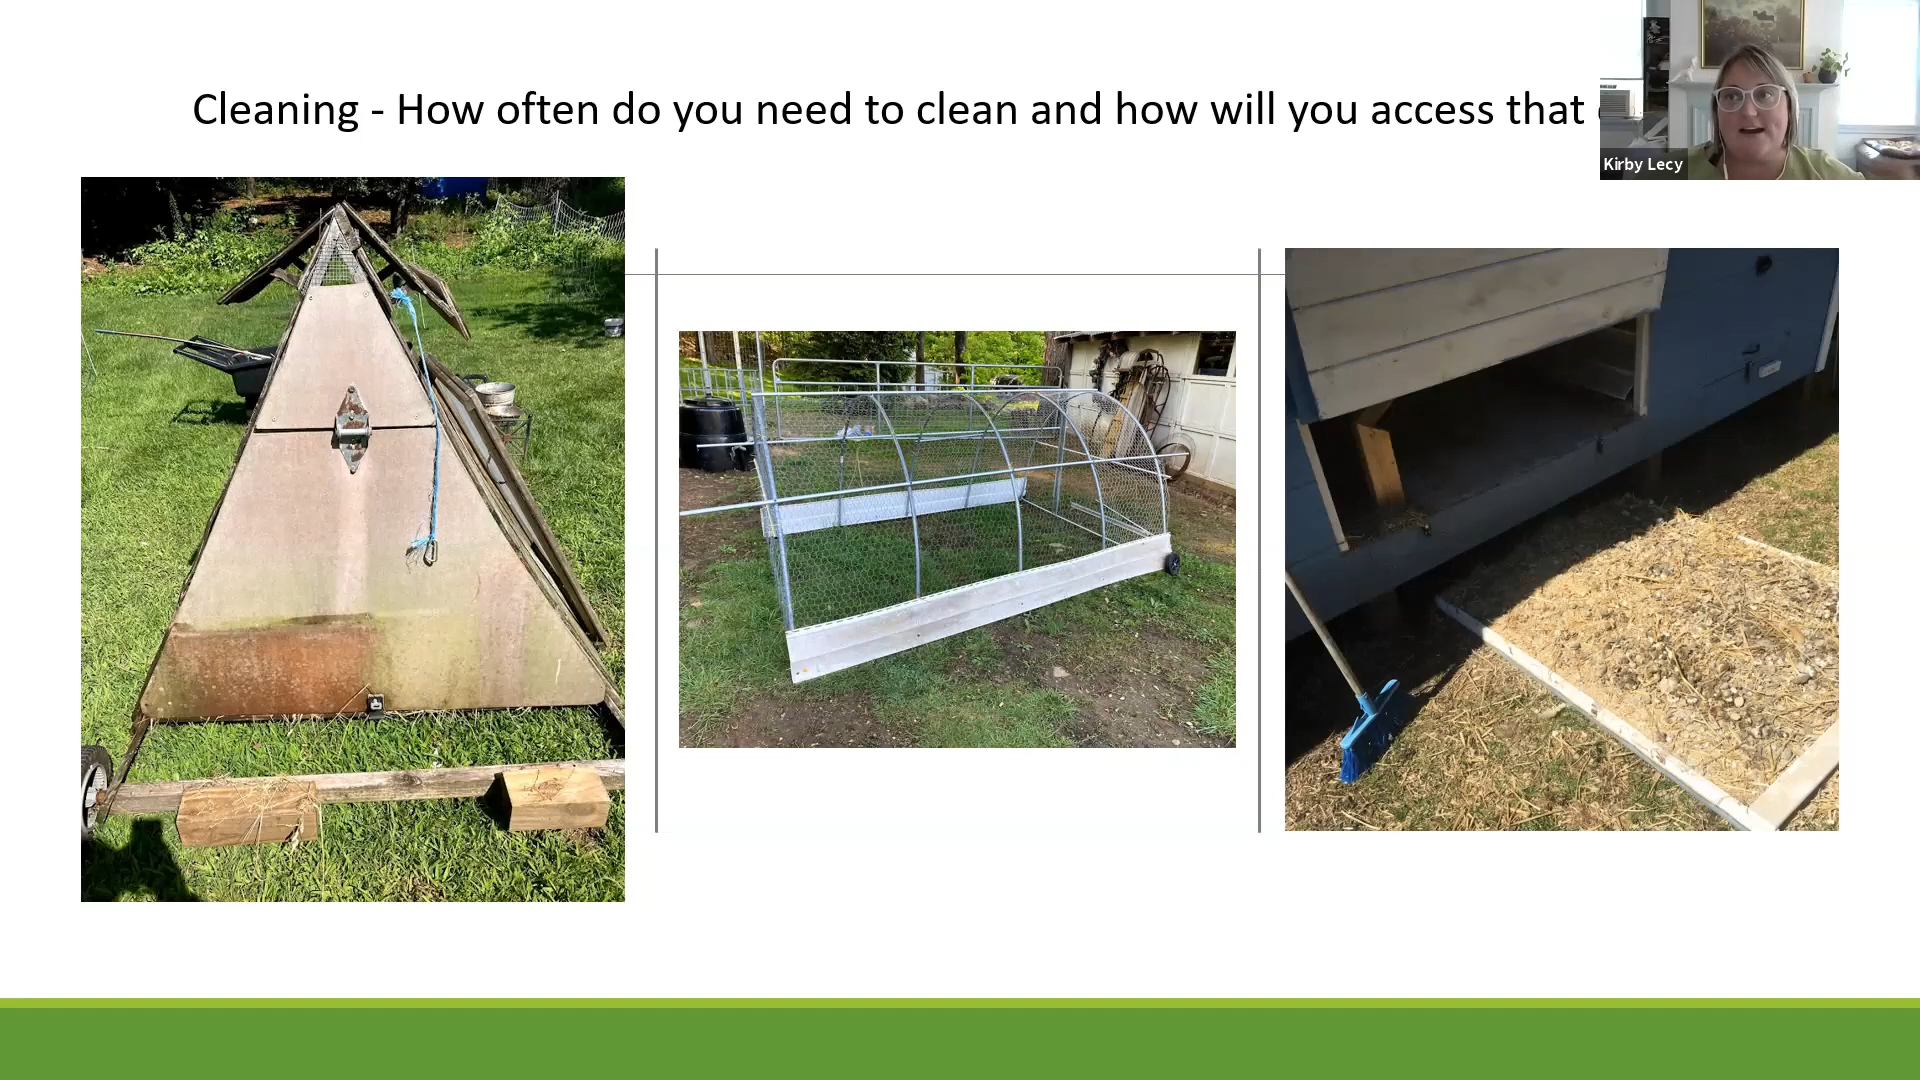 Cleaning - How often do you need to clean and how will you access that
Kirby Lecy